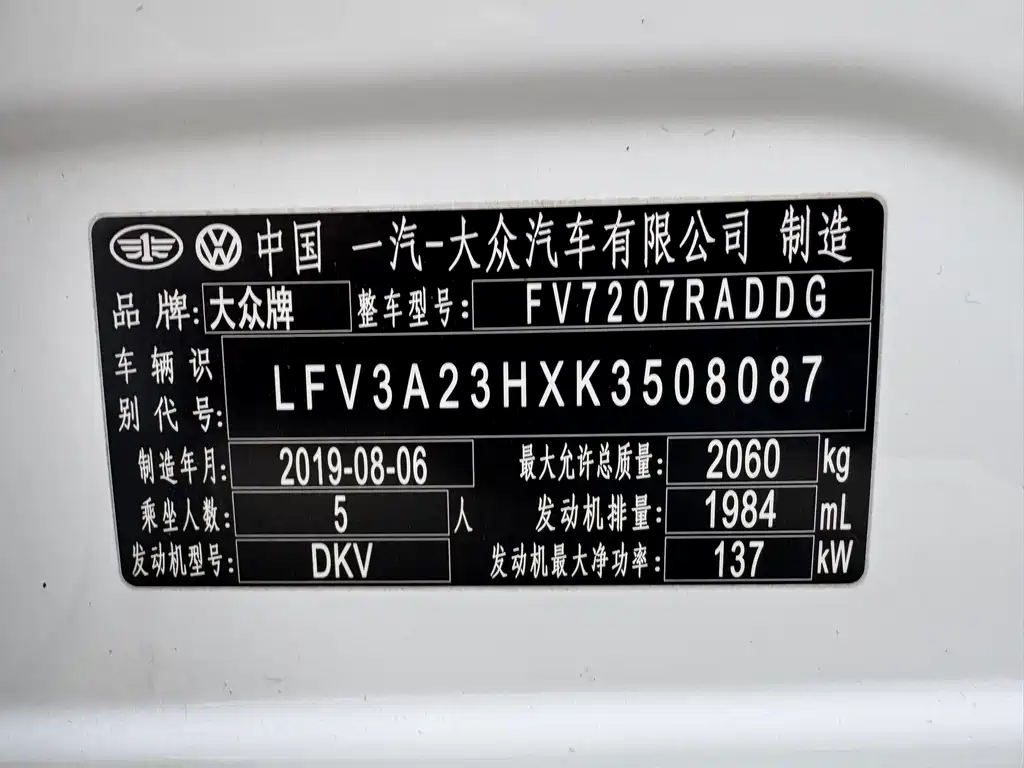 中国 一汽-大众汽车有限公司 制造
品牌: 大众牌 整车型号: FV7207RADDG
车辆识
别代号: LFV3A23HXK3508087
制造年月: 2019-08-06 最大允许总质量: 2060 kg
乘坐人数: 5 人 发动机排量: 1984 mL
发动机型号: DKV 发动机最大净功率: 137 kW